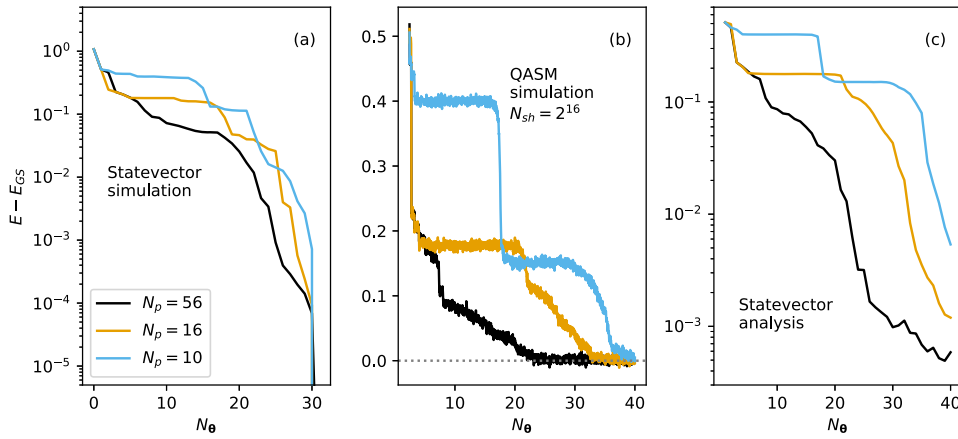 (a)
E − E_GS
10^0
10^−1
10^−2
10^−3
10^−4
10^−5
Statevector
simulation
N_p = 56
N_p = 16
N_p = 10
0 10 20 30
N_θ
(b)
QASM
simulation
N_sh = 2^16
0.5
0.4
0.3
0.2
0.1
0.0
10 20 30 40
N_θ
(c)
10^−1
10^−2
10^−3
Statevector
analysis
10 20 30 40
N_θ